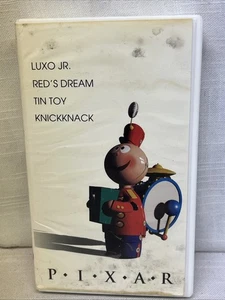 LUXO JR.
RED'S DREAM
TIN TOY
KNICKKNACK
P·I·X·A·R